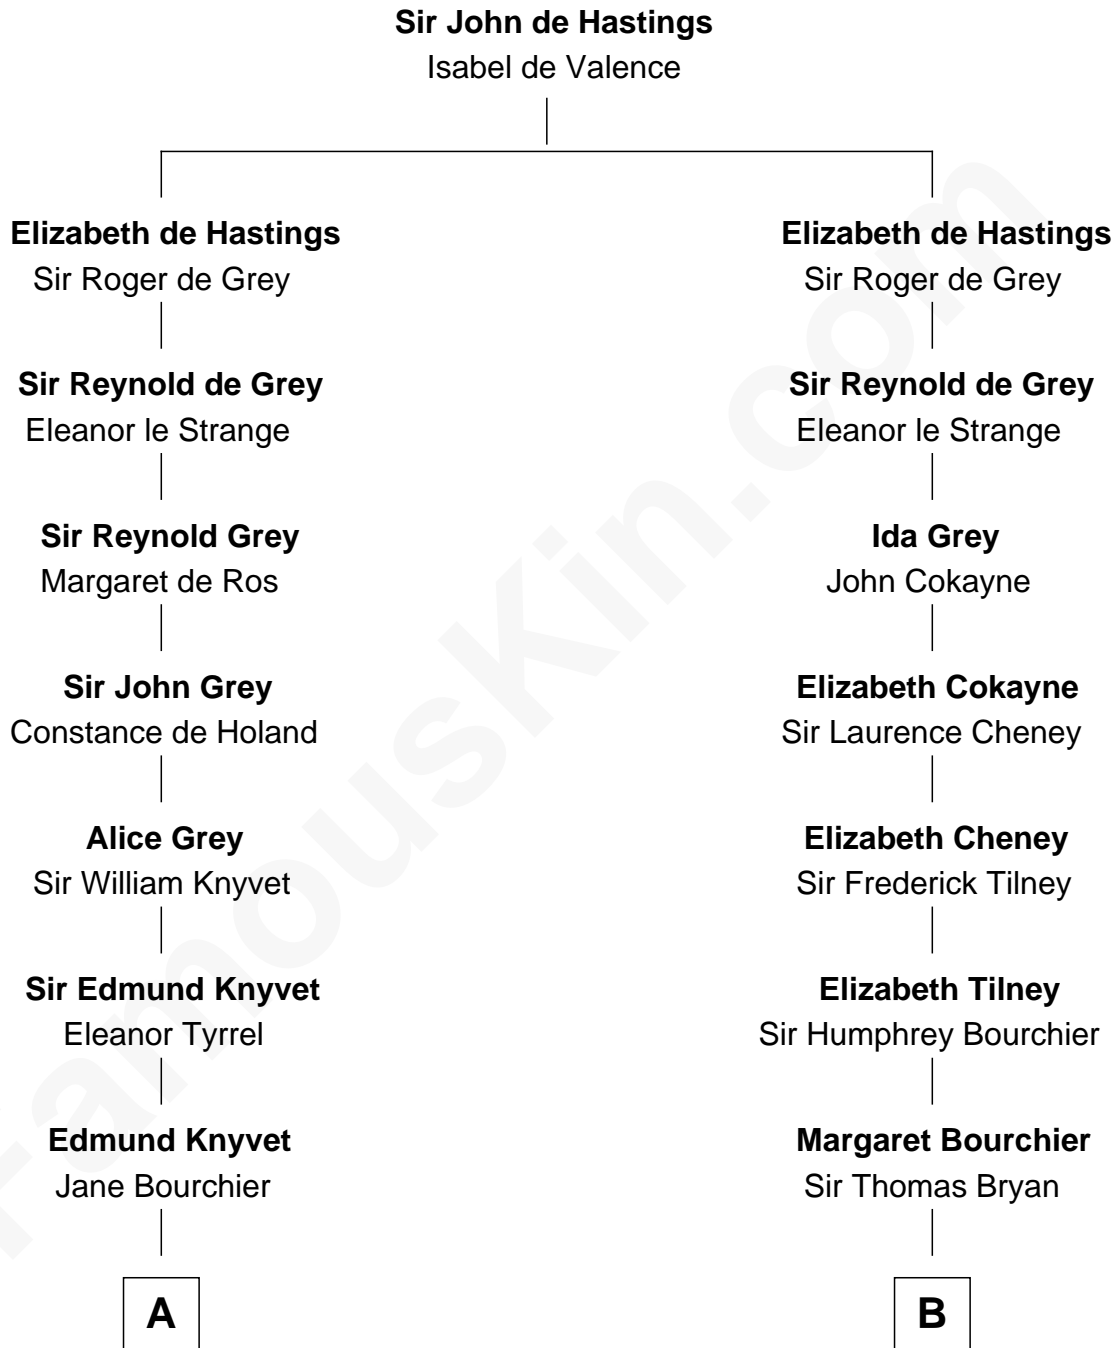 Sir John de Hastings
Isabel de Valence
Elizabeth de Hastings
Sir Roger de Grey
Sir Reynold de Grey
Eleanor le Strange
Sir Reynold Grey
Margaret de Ros
Sir John Grey
Constance de Holand
Alice Grey
Sir William Knyvet
Sir Edmund Knyvet
Eleanor Tyrrel
Edmund Knyvet
Jane Bourchier
A
Elizabeth de Hastings
Sir Roger de Grey
Sir Reynold de Grey
Eleanor le Strange
Ida Grey
John Cokayne
Elizabeth Cokayne
Sir Laurence Cheney
Elizabeth Cheney
Sir Frederick Tilney
Elizabeth Tilney
Sir Humphrey Bourchier
Margaret Bourchier
Sir Thomas Bryan
B
FamousKin.com